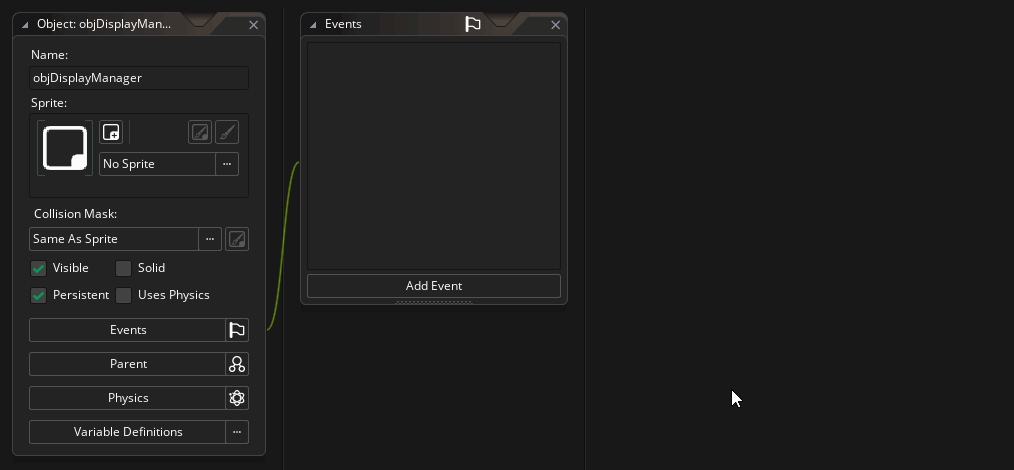 Object: objDisplayMan...
Name:
objDisplayManager
Sprite:
No Sprite
...
Collision Mask:
Same As Sprite
...
Visible
Solid
Persistent
Uses Physics
Events
Parent
Physics
Variable Definitions
...
Events
Add Event